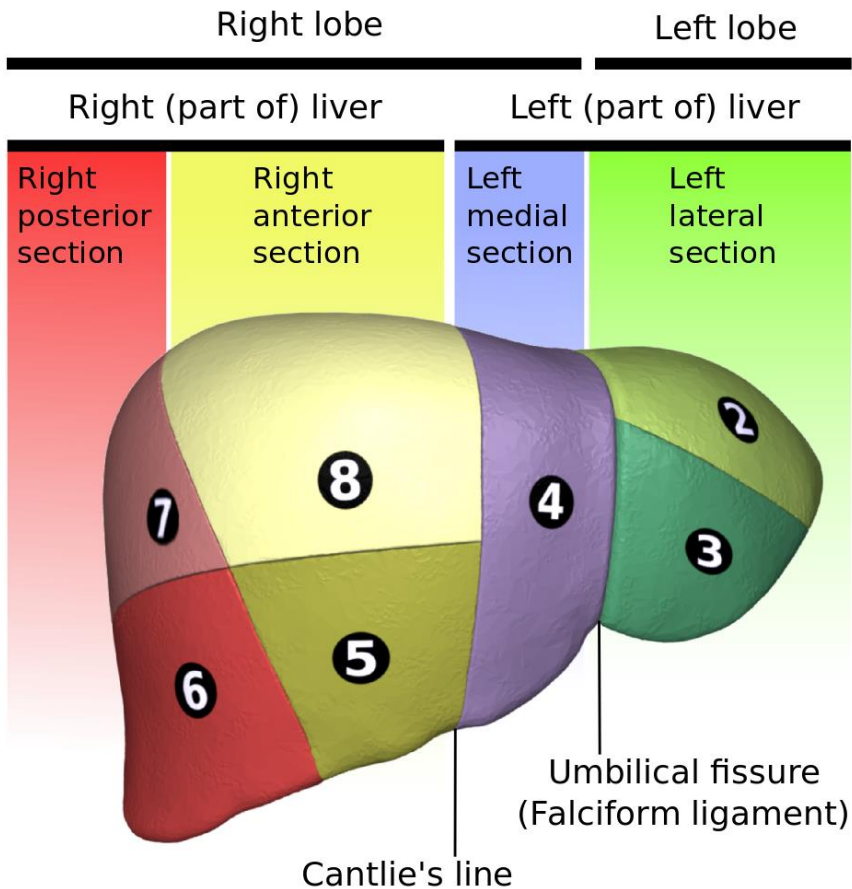 Right lobe
Left lobe
Right (part of) liver
Left (part of) liver
Right
posterior
section
Right
anterior
section
Left
medial
section
Left
lateral
section
2
8
4
7
3
5
6
Umbilical fissure
(Falciform ligament)
Cantlie's line